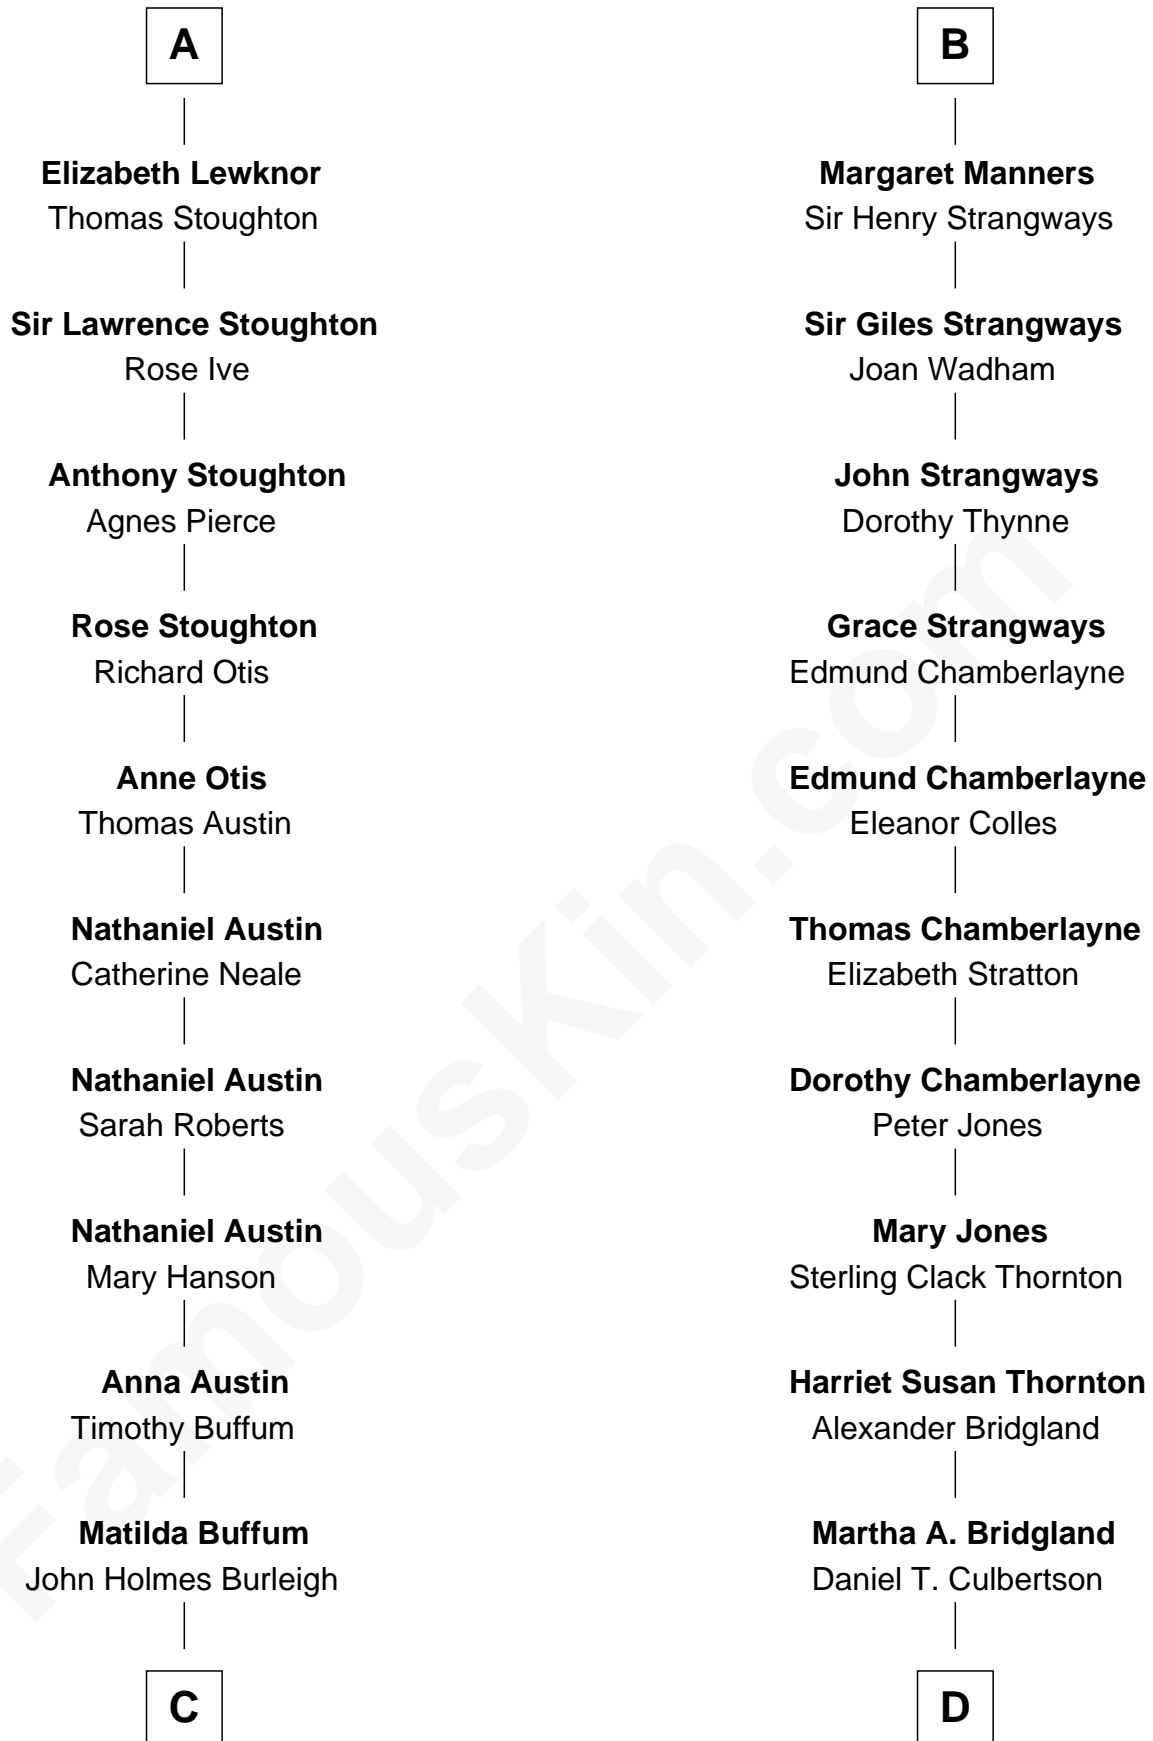 A
Elizabeth Lewknor
Thomas Stoughton
Sir Lawrence Stoughton
Rose Ive
Anthony Stoughton
Agnes Pierce
Rose Stoughton
Richard Otis
Anne Otis
Thomas Austin
Nathaniel Austin
Catherine Neale
Nathaniel Austin
Sarah Roberts
Nathaniel Austin
Mary Hanson
Anna Austin
Timothy Buffum
Matilda Buffum
John Holmes Burleigh
C
B
Margaret Manners
Sir Henry Strangways
Sir Giles Strangways
Joan Wadham
John Strangways
Dorothy Thynne
Grace Strangways
Edmund Chamberlayne
Edmund Chamberlayne
Eleanor Colles
Thomas Chamberlayne
Elizabeth Stratton
Dorothy Chamberlayne
Peter Jones
Mary Jones
Sterling Clack Thornton
Harriet Susan Thornton
Alexander Bridgland
Martha A. Bridgland
Daniel T. Culbertson
D
FamousKin.com